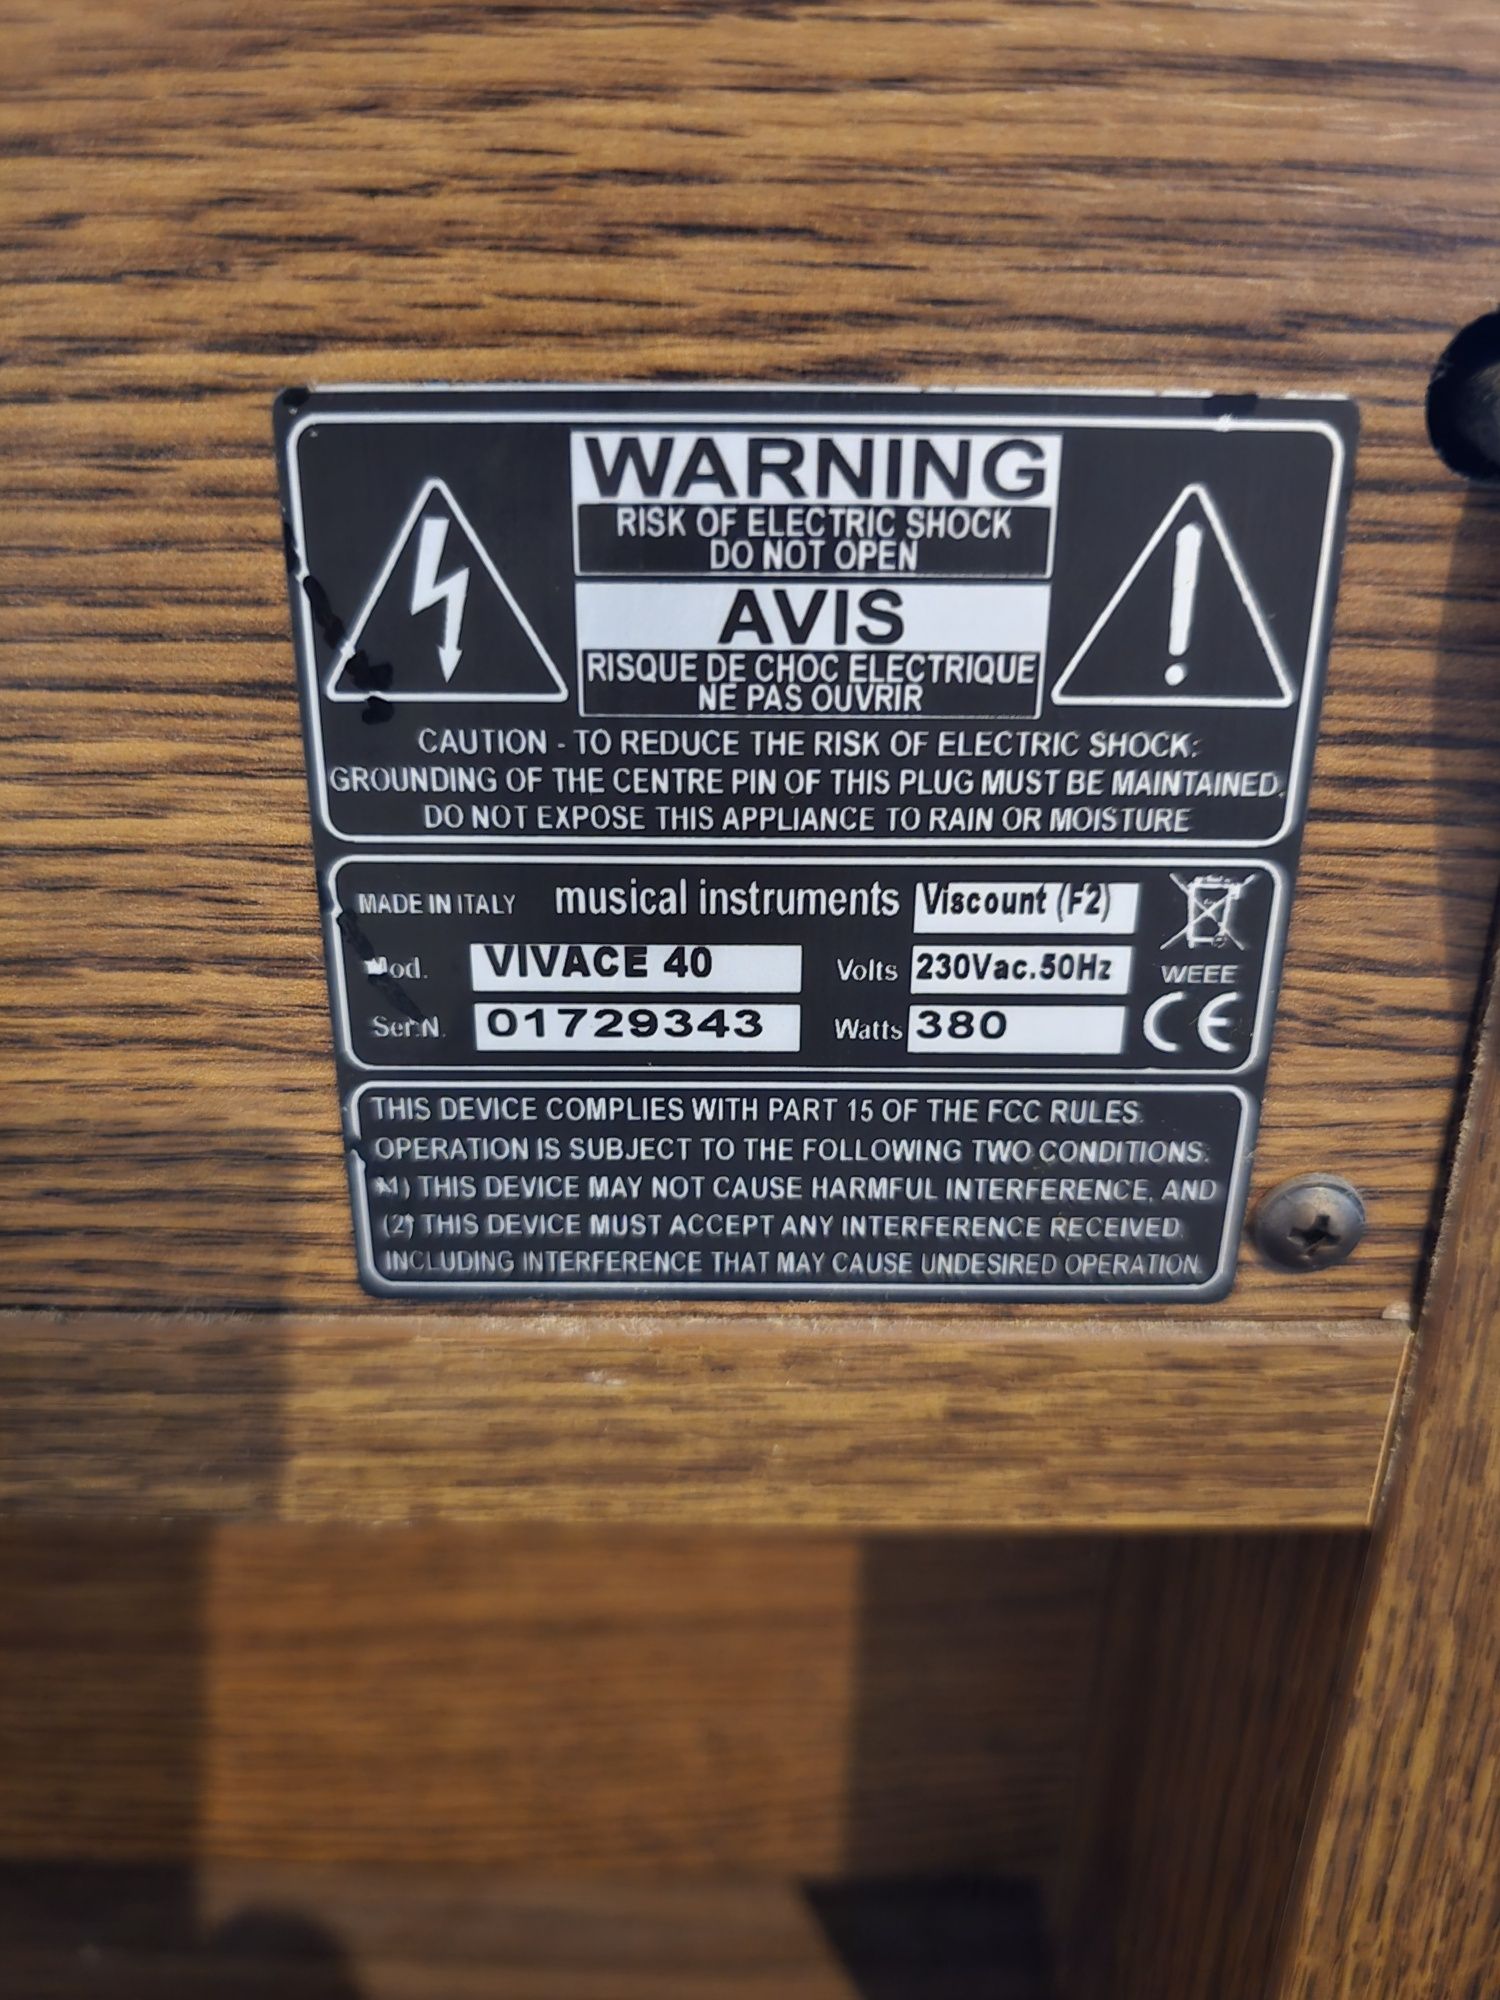 WARNING
RISK OF ELECTRIC SHOCK
DO NOT OPEN
AVIS
RISQUE DE CHOC ELECTRIQUE
NE PAS OUVRIR
CAUTION - TO REDUCE THE RISK OF ELECTRIC SHOCK:
GROUNDING OF THE CENTRE PIN OF THIS PLUG MUST BE MAINTAINED.
DO NOT EXPOSE THIS APPLIANCE TO RAIN OR MOISTURE
MADE IN ITALY musical instruments Viscount (F2)
Mod. VIVACE 40 Volts 230Vac.50Hz WEEE
Ser.N. 01729343 Watts 380 CE
THIS DEVICE COMPLIES WITH PART 15 OF THE FCC RULES.
OPERATION IS SUBJECT TO THE FOLLOWING TWO CONDITIONS:
(1) THIS DEVICE MAY NOT CAUSE HARMFUL INTERFERENCE, AND
(2) THIS DEVICE MUST ACCEPT ANY INTERFERENCE RECEIVED,
INCLUDING INTERFERENCE THAT MAY CAUSE UNDESIRED OPERATION.